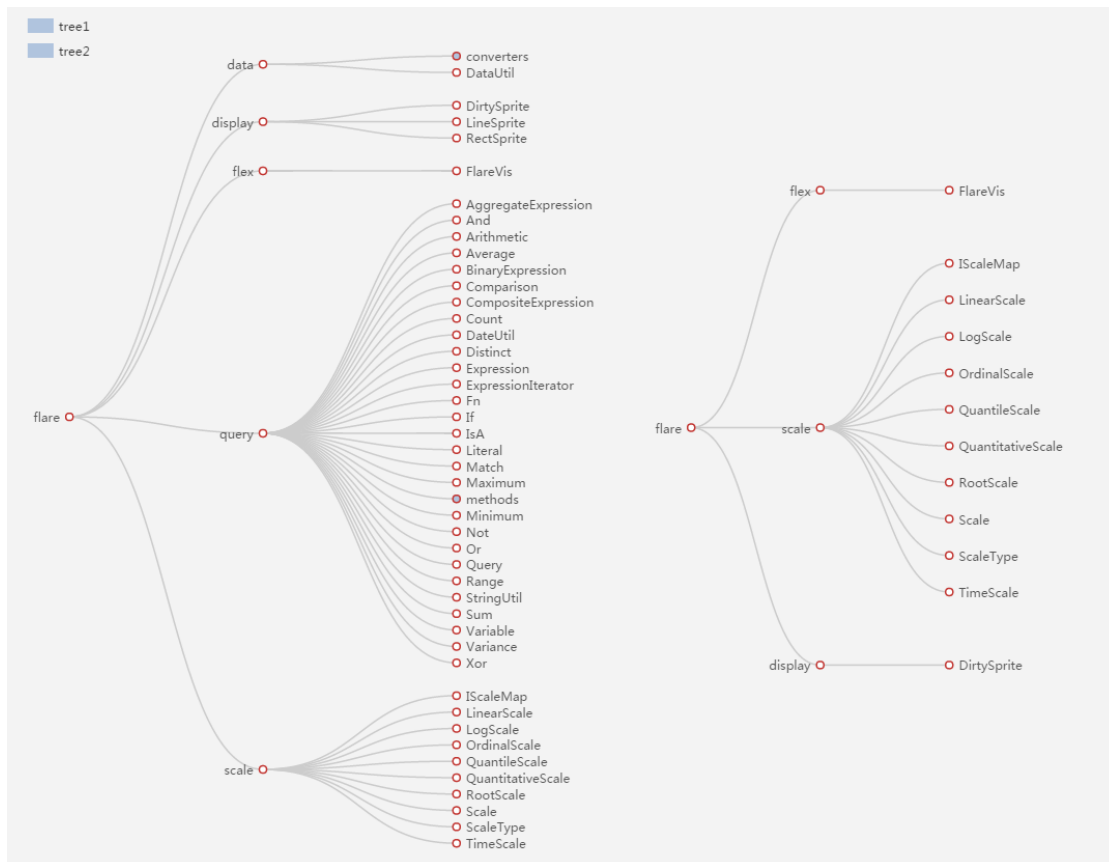 tree1
tree2
flare
data
converters
DataUtil
display
DirtySprite
LineSprite
RectSprite
flex
FlareVis
query
AggregateExpression
And
Arithmetic
Average
BinaryExpression
Comparison
CompositeExpression
Count
DateUtil
Distinct
Expression
ExpressionIterator
Fn
If
IsA
Literal
Match
Maximum
methods
Minimum
Not
Or
Query
Range
StringUtil
Sum
Variable
Variance
Xor
scale
IScaleMap
LinearScale
LogScale
OrdinalScale
QuantileScale
QuantitativeScale
RootScale
Scale
ScaleType
TimeScale
flare
flex
FlareVis
scale
IScaleMap
LinearScale
LogScale
OrdinalScale
QuantileScale
QuantitativeScale
RootScale
Scale
ScaleType
TimeScale
display
DirtySprite